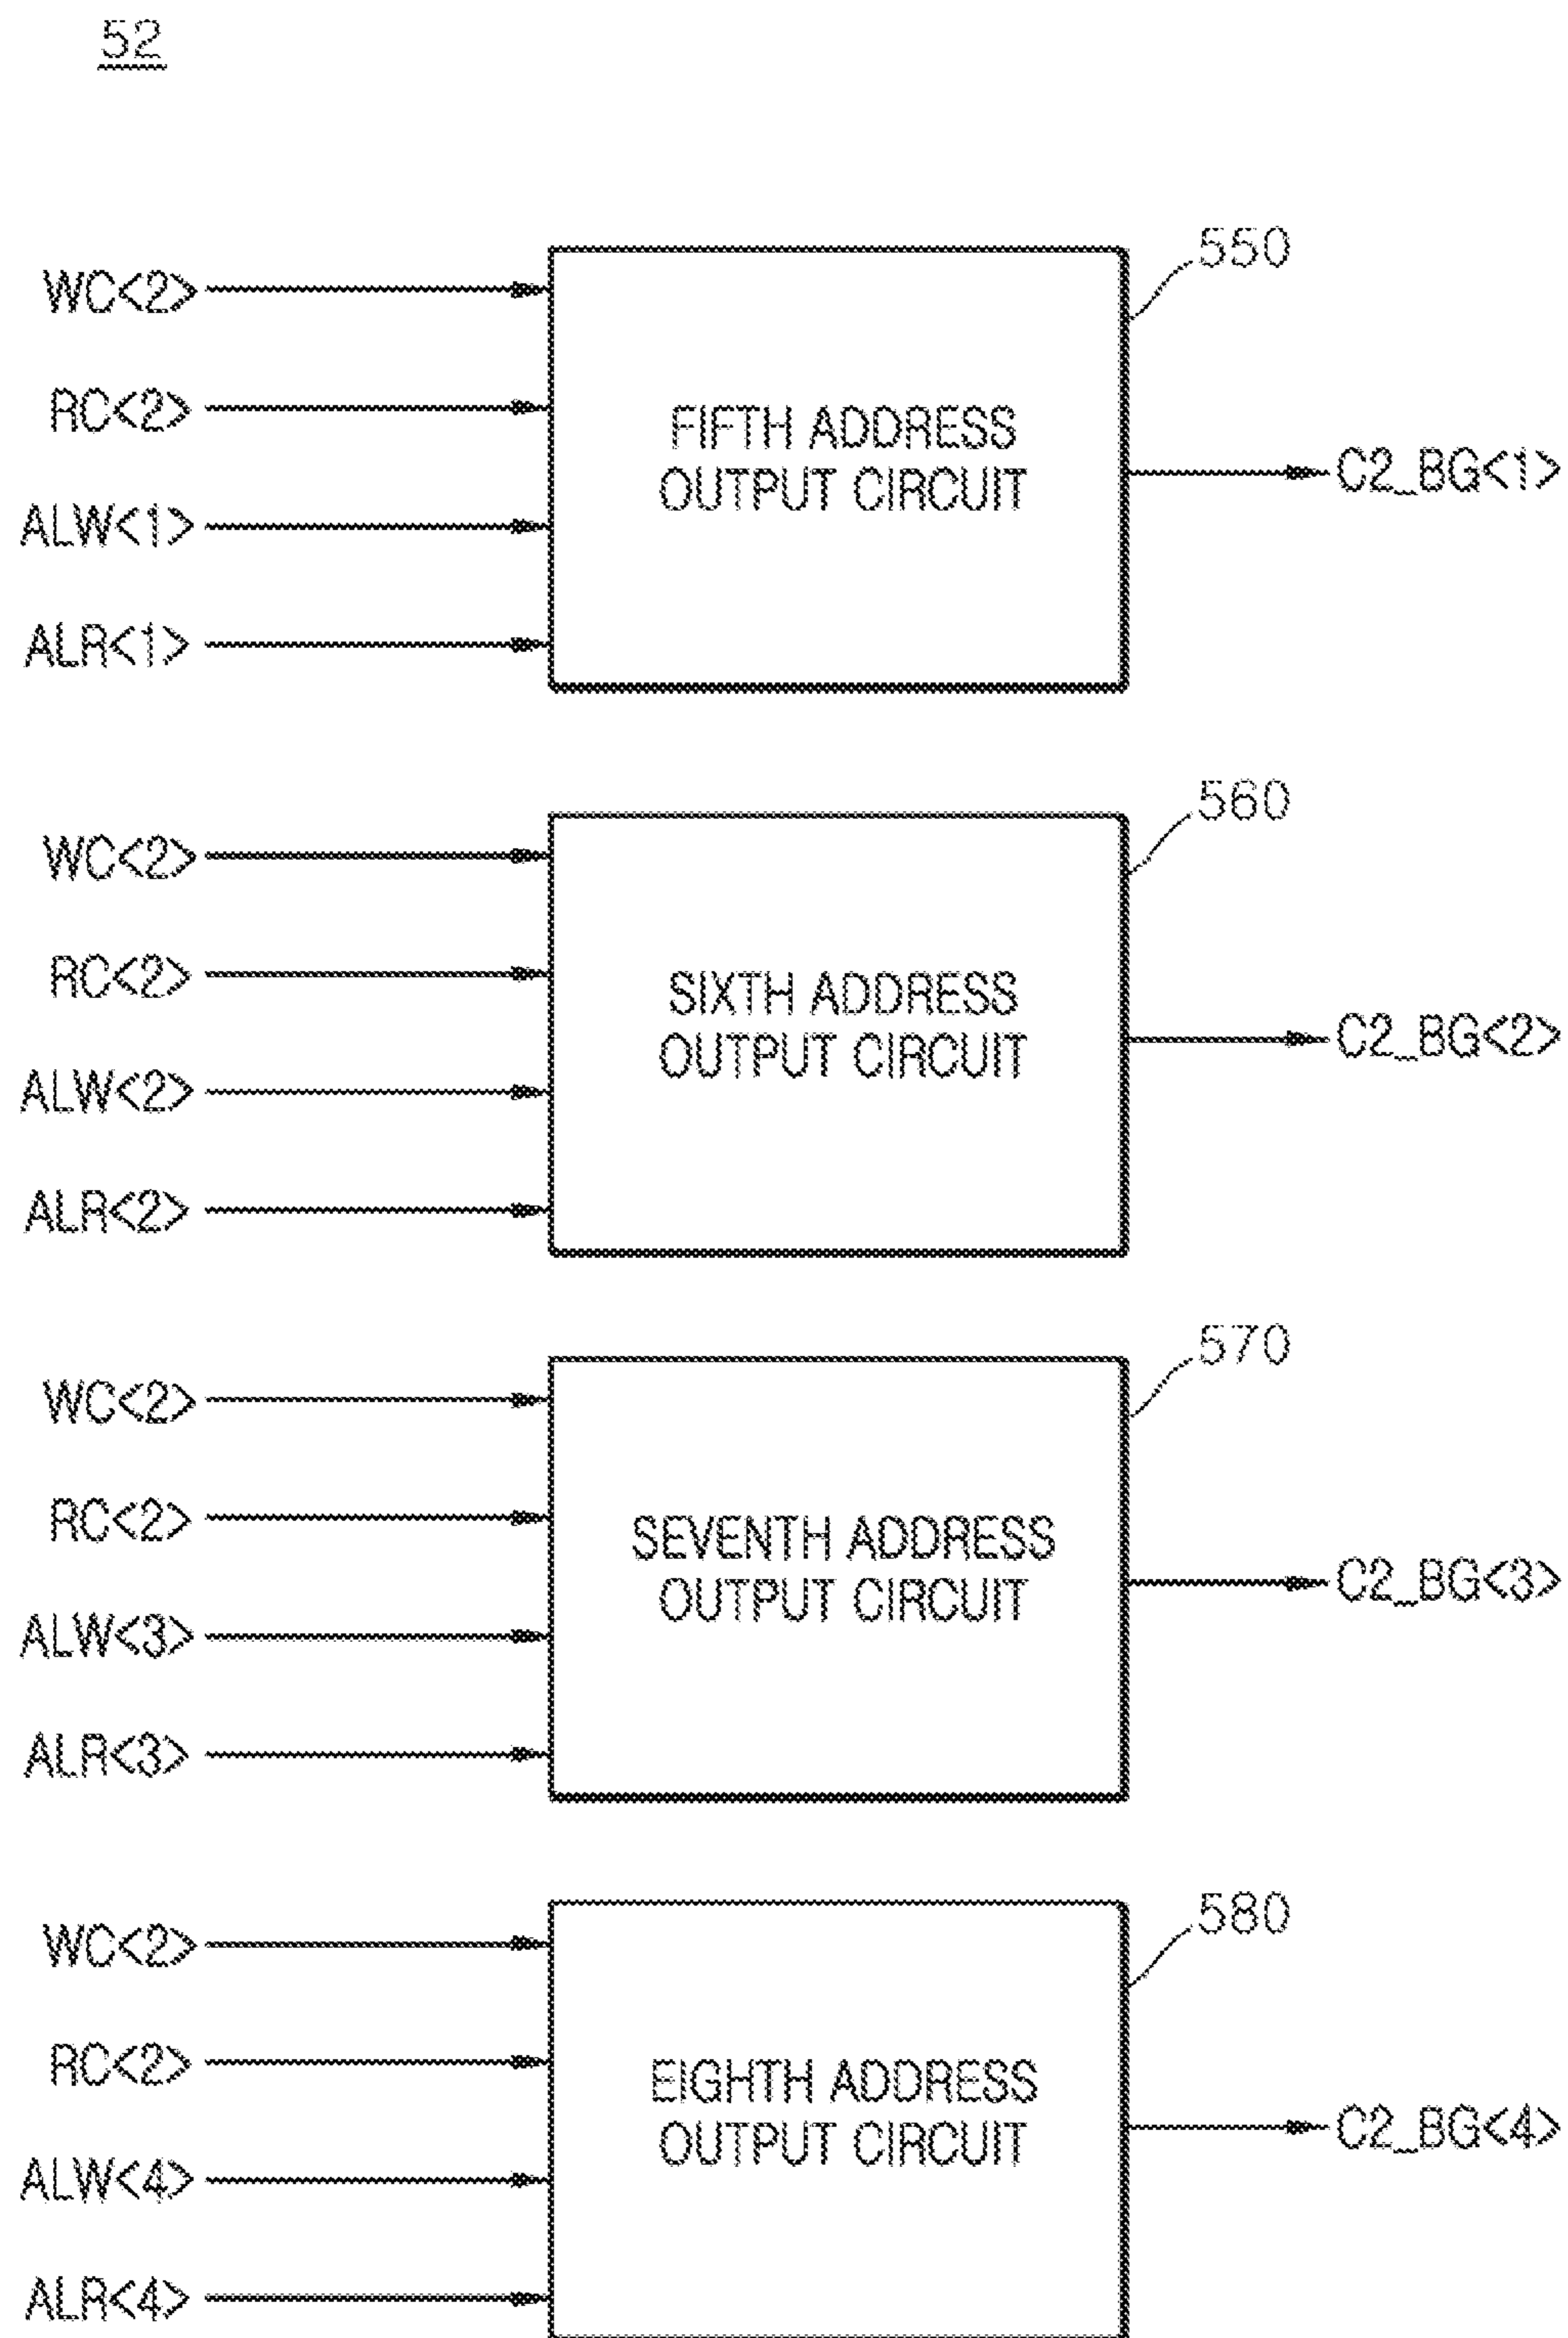 52
550
WC<2>
RC<2>
FIFTH ADDRESS
OUTPUT CIRCUIT
C2_BG<1>
ALW<1>
ALR<1>
560
WC<2>
RC<2>
SIXTH ADDRESS
OUTPUT CIRCUIT
C2_BG<2>
ALW<2>
ALR<2>
570
WC<2>
RC<2>
SEVENTH ADDRESS
OUTPUT CIRCUIT
C2_BG<3>
ALW<3>
ALR<3>
580
WC<2>
RC<2>
EIGHTH ADDRESS
OUTPUT CIRCUIT
C2_BG<4>
ALW<4>
ALR<4>